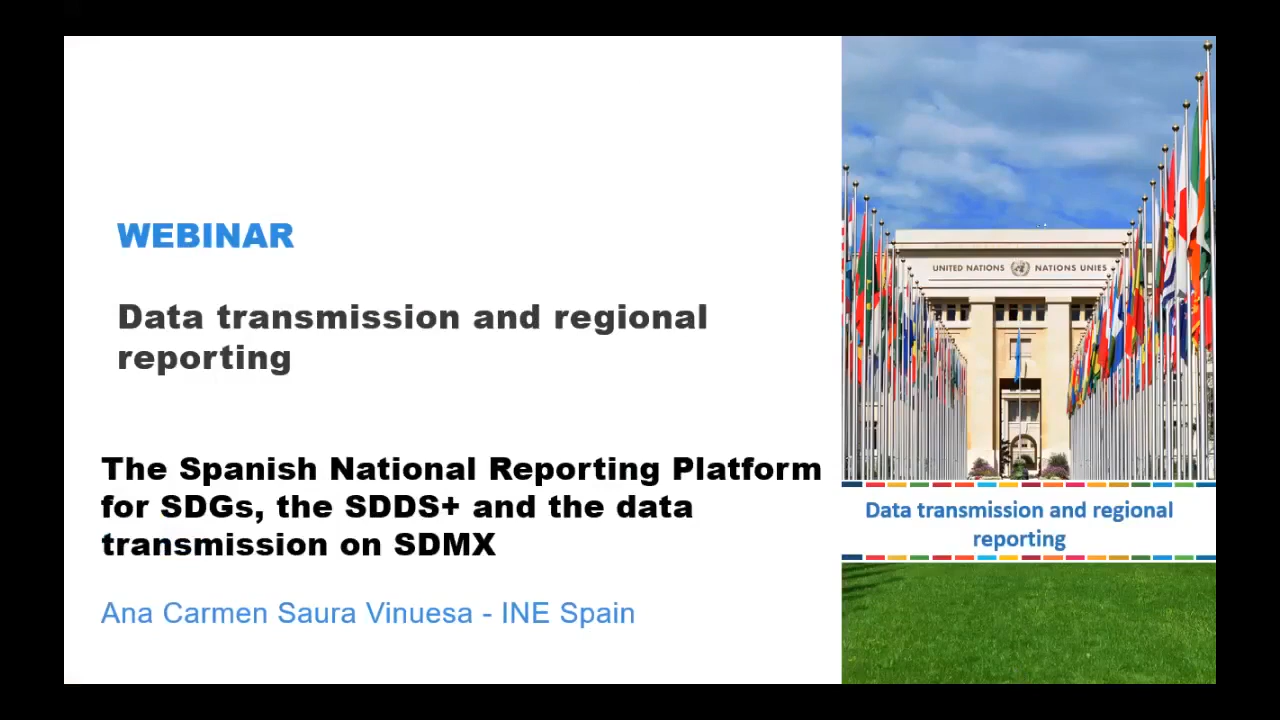 WEBINAR
Data transmission and regional
reporting
The Spanish National Reporting Platform
for SDGs, the SDDS+ and the data
transmission on SDMX
Ana Carmen Saura Vinuesa - INE Spain
UNITED NATIONS NATIONS UNIES
Data transmission and regional
reporting